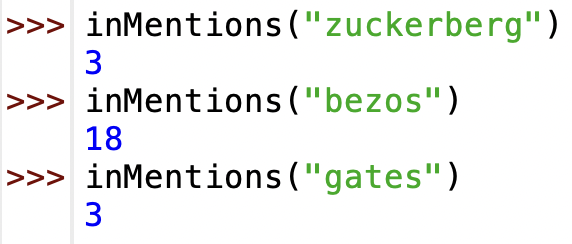 >>> inMentions("zuckerberg")
3
>>> inMentions("bezos")
18
>>> inMentions("gates")
3